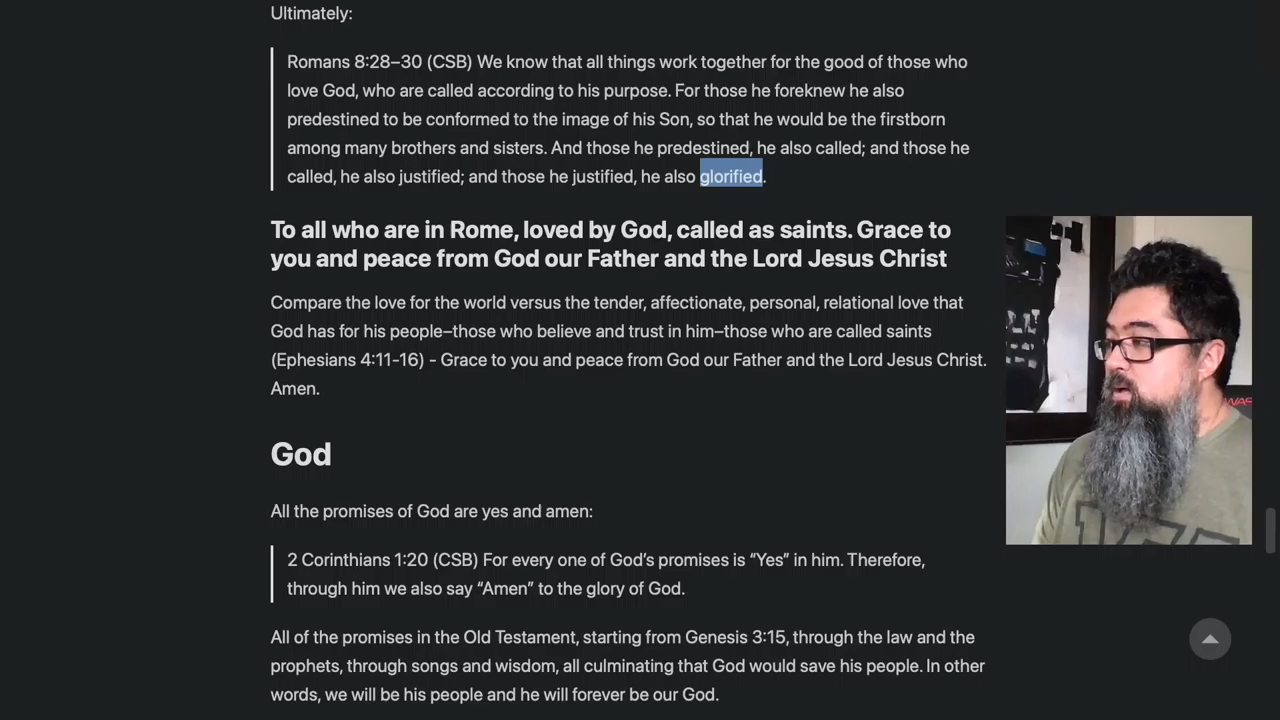 Ultimately:
Romans 8:28–30 (CSB) We know that all things work together for the good of those who
love God, who are called according to his purpose. For those he foreknew he also
predestined to be conformed to the image of his Son, so that he would be the firstborn
among many brothers and sisters. And those he predestined, he also called; and those he
called, he also justified; and those he justified, he also glorified.
To all who are in Rome, loved by God, called as saints. Grace to
you and peace from God our Father and the Lord Jesus Christ
Compare the love for the world versus the tender, affectionate, personal, relational love that
God has for his people–those who believe and trust in him–those who are called saints
(Ephesians 4:11-16) - Grace to you and peace from God our Father and the Lord Jesus Christ.
Amen.
God
All the promises of God are yes and amen:
2 Corinthians 1:20 (CSB) For every one of God’s promises is “Yes” in him. Therefore,
through him we also say “Amen” to the glory of God.
All of the promises in the Old Testament, starting from Genesis 3:15, through the law and the
prophets, through songs and wisdom, all culminating that God would save his people. In other
words, we will be his people and he will forever be our God.